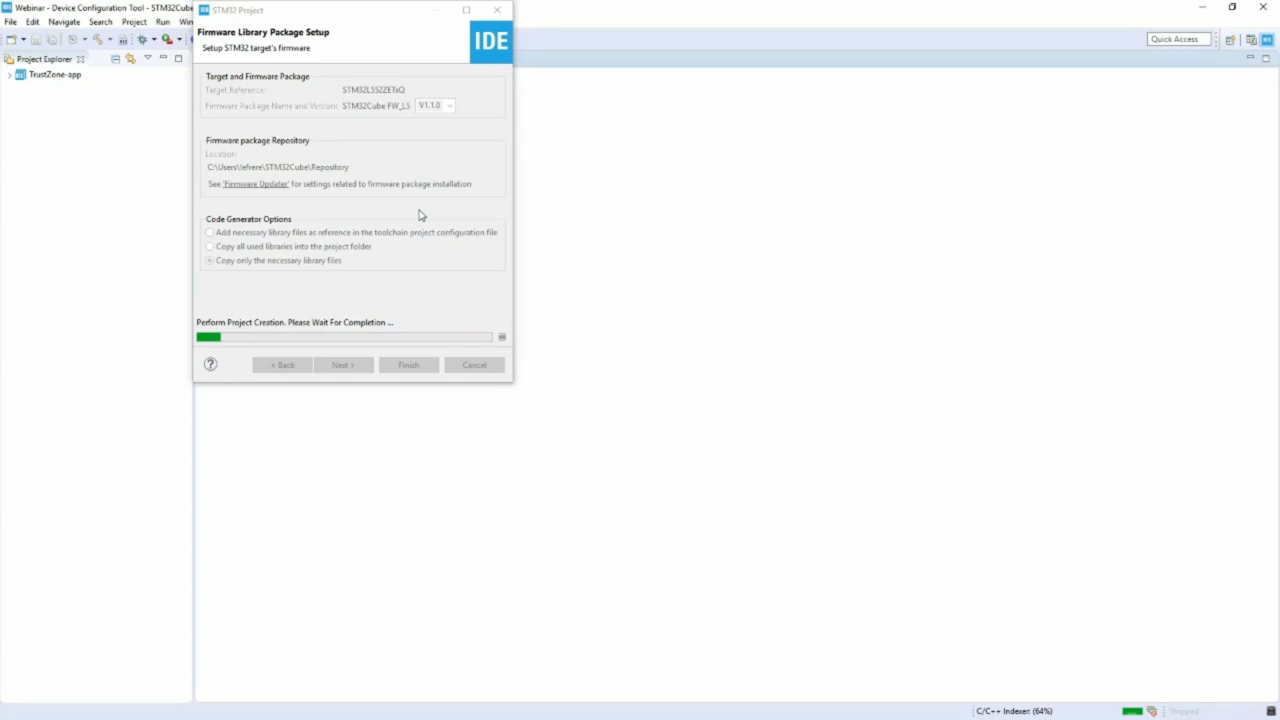 IDE Webinar - Device Configuration Tool - STM32Cube
File Edit Navigate Search Project Run Win
Quick Access
Project Explorer
TrustZone-app
IDE STM32 Project
Firmware Library Package Setup
Setup STM32 target's firmware
IDE
Target and Firmware Package
Target Reference: STM32L552ZETxQ
Firmware Package Name and Version: STM32Cube FW_L5 V1.1.0
Firmware package Repository
Location:
C:\Users\lefrere\STM32Cube\Repository
See 'Firmware Updater' for settings related to firmware package installation
Code Generator Options
Add necessary library files as reference in the toolchain project configuration file
Copy all used libraries into the project folder
Copy only the necessary library files
Perform Project Creation. Please Wait For Completion ...
? < Back Next > Finish Cancel
C/C++ Indexer: (64%) Stopped